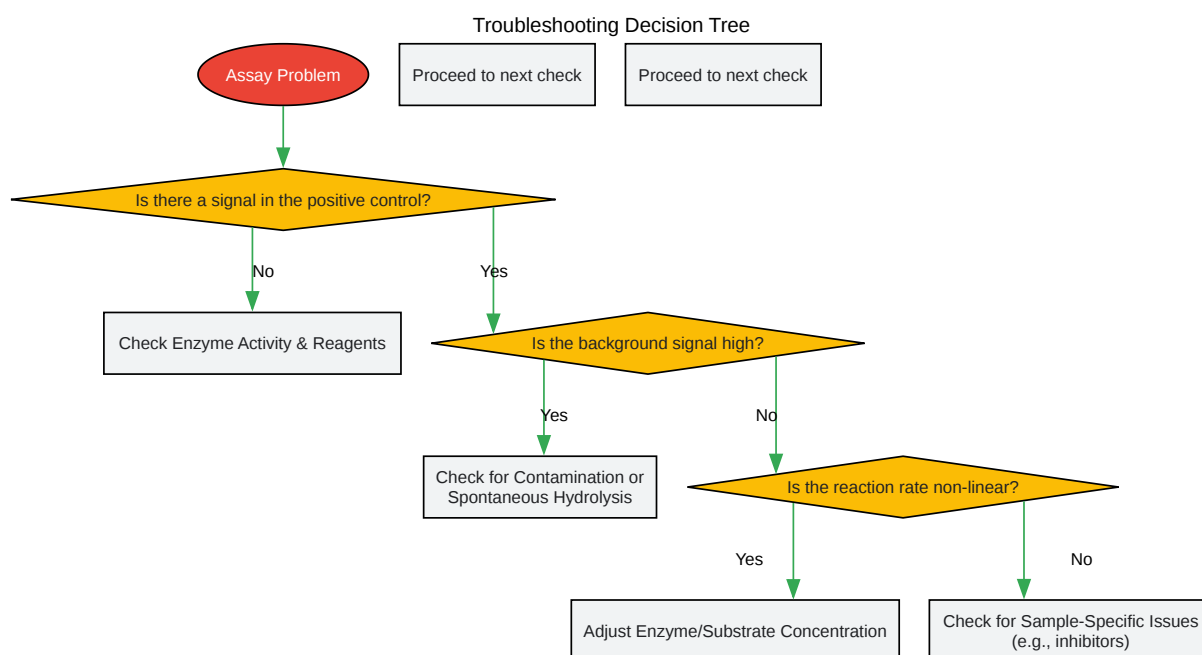 Troubleshooting Decision Tree
Assay Problem
Proceed to next check
Proceed to next check
Is there a signal in the positive control?
No
Yes
Check Enzyme Activity & Reagents
Is the background signal high?
Yes
No
Check for Contamination or
Spontaneous Hydrolysis
Is the reaction rate non-linear?
Yes
No
Adjust Enzyme/Substrate Concentration
Check for Sample-Specific Issues
(e.g., inhibitors)